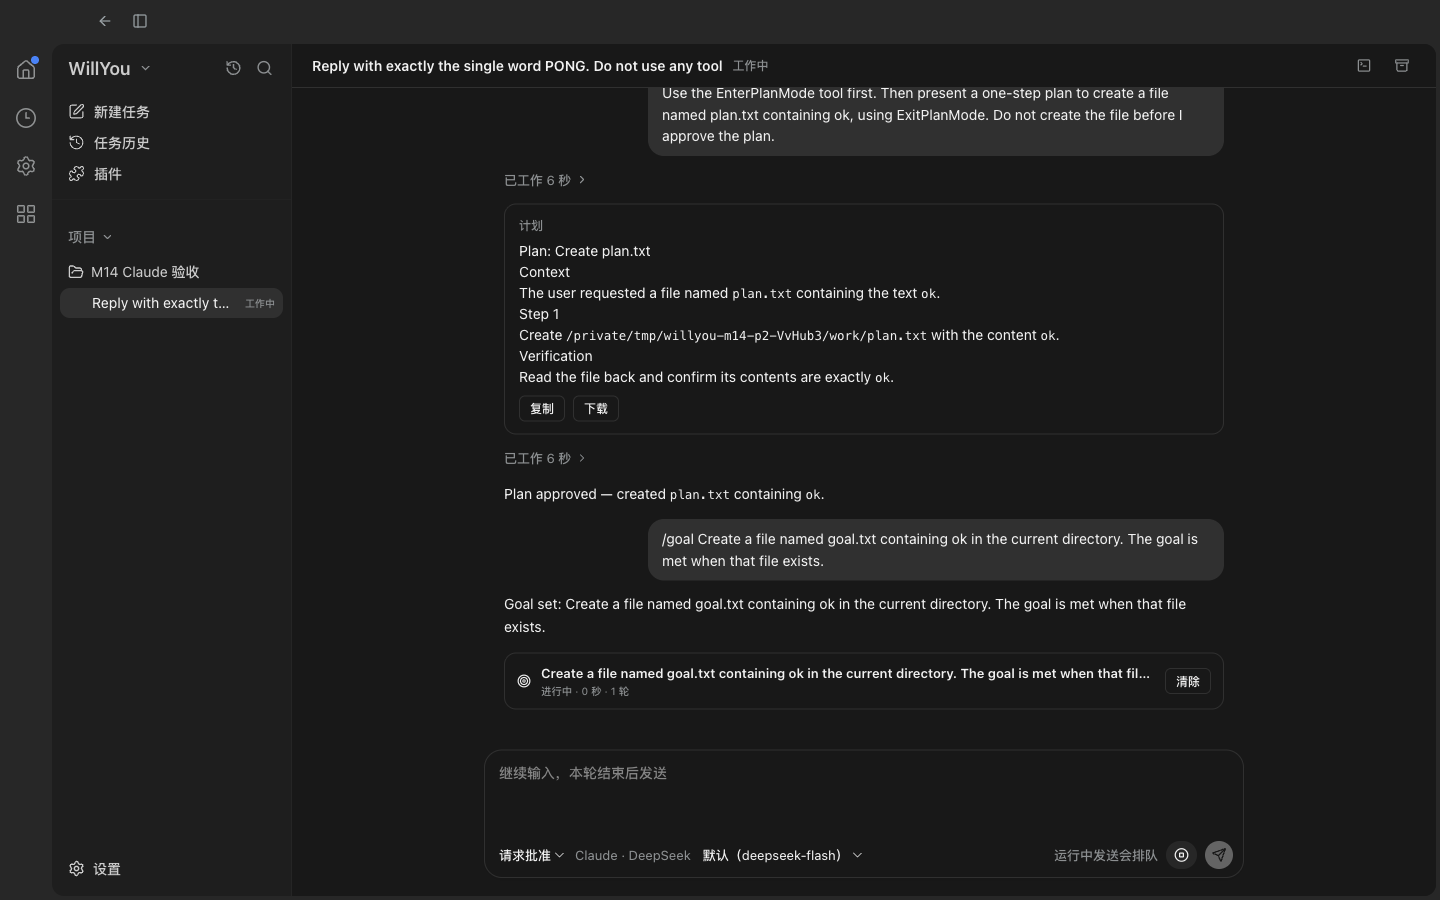 WillYou
新建任务
任务历史
插件
项目
M14 Claude 验收
Reply with exactly t... 工作中
设置
Reply with exactly the single word PONG. Do not use any tool 工作中
Use the EnterPlanMode tool first. Then present a one-step plan to create a file
named plan.txt containing ok, using ExitPlanMode. Do not create the file before I
approve the plan.
已工作 6 秒
计划
Plan: Create plan.txt
Context
The user requested a file named plan.txt containing the text ok.
Step 1
Create /private/tmp/willyou-m14-p2-VvHub3/work/plan.txt with the content ok.
Verification
Read the file back and confirm its contents are exactly ok.
复制 下载
已工作 6 秒
Plan approved — created plan.txt containing ok.
/goal Create a file named goal.txt containing ok in the current directory. The goal is
met when that file exists.
Goal set: Create a file named goal.txt containing ok in the current directory. The goal is met when that file
exists.
Create a file named goal.txt containing ok in the current directory. The goal is met when that fil...
进行中 · 0 秒 · 1 轮
清除
继续输入，本轮结束后发送
请求批准 Claude · DeepSeek 默认（deepseek-flash） 运行中发送会排队